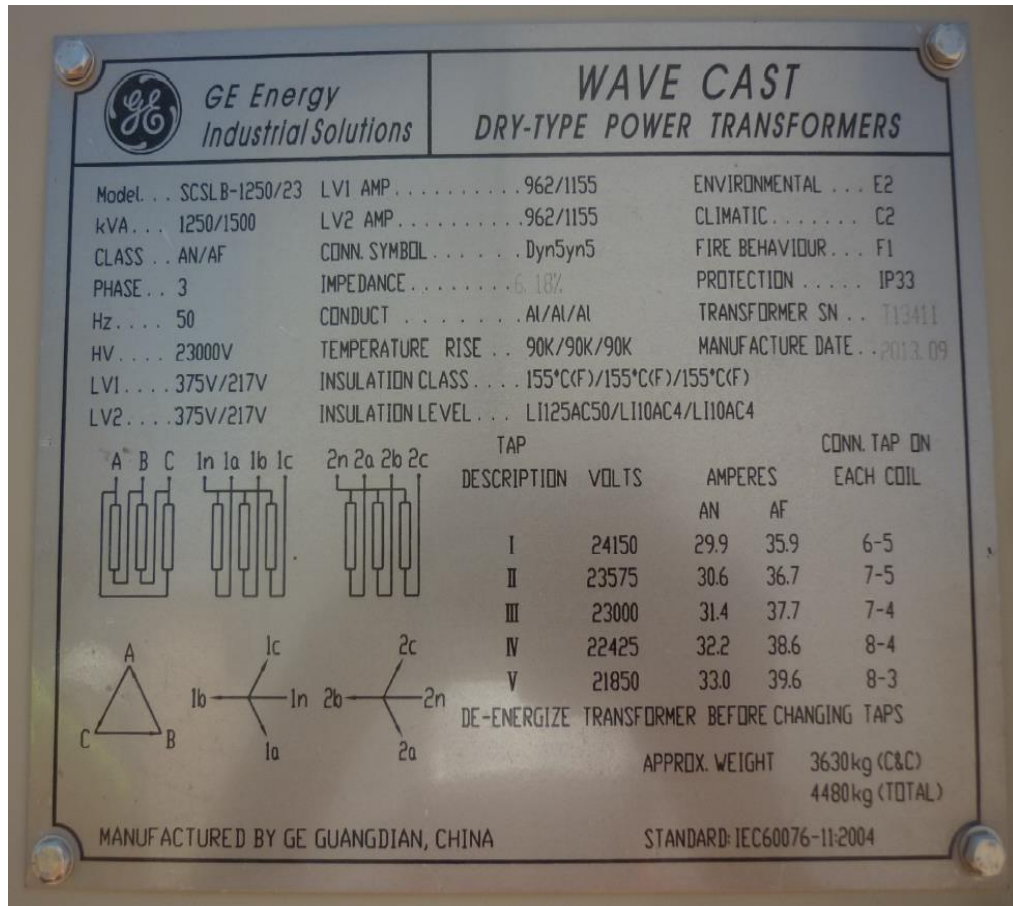 GE
GE Energy
Industrial Solutions
WAVE CAST
DRY-TYPE POWER TRANSFORMERS
Model... SCSLB-1250/23 LV1 AMP..........962/1155 ENVIRONMENTAL ... E2
kVA... 1250/1500 LV2 AMP..........962/1155 CLIMATIC....... C2
CLASS .. AN/AF CONN. SYMBOL...... Dyn5yn5 FIRE BEHAVIOUR... F1
PHASE.. 3 IMPEDANCE........6.18% PROTECTION ..... IP33
Hz.... 50 CONDUCT ....... Al/Al/Al TRANSFORMER SN .. T13411
HV.... 23000V TEMPERATURE RISE .. 90K/90K/90K MANUFACTURE DATE..2013.09
LV1....375V/217V INSULATION CLASS.... 155°C(F)/155°C(F)/155°C(F)
LV2....375V/217V INSULATION LEVEL... LI125AC50/LI10AC4/LI10AC4
A B C 1n 1a 1b 1c 2n 2a 2b 2c
TAP DESCRIPTION VOLTS AMPERES CONN. TAP ON EACH COIL
AN AF
I 24150 29.9 35.9 6-5
II 23575 30.6 36.7 7-5
III 23000 31.4 37.7 7-4
IV 22425 32.2 38.6 8-4
V 21850 33.0 39.6 8-3
A
C B
1c
1b 1n
1a
2c
2b 2n
2a
DE-ENERGIZE TRANSFORMER BEFORE CHANGING TAPS
APPROX. WEIGHT 3630kg (C&C)
4480kg (TOTAL)
MANUFACTURED BY GE GUANGDIAN, CHINA STANDARD: IEC60076-11:2004